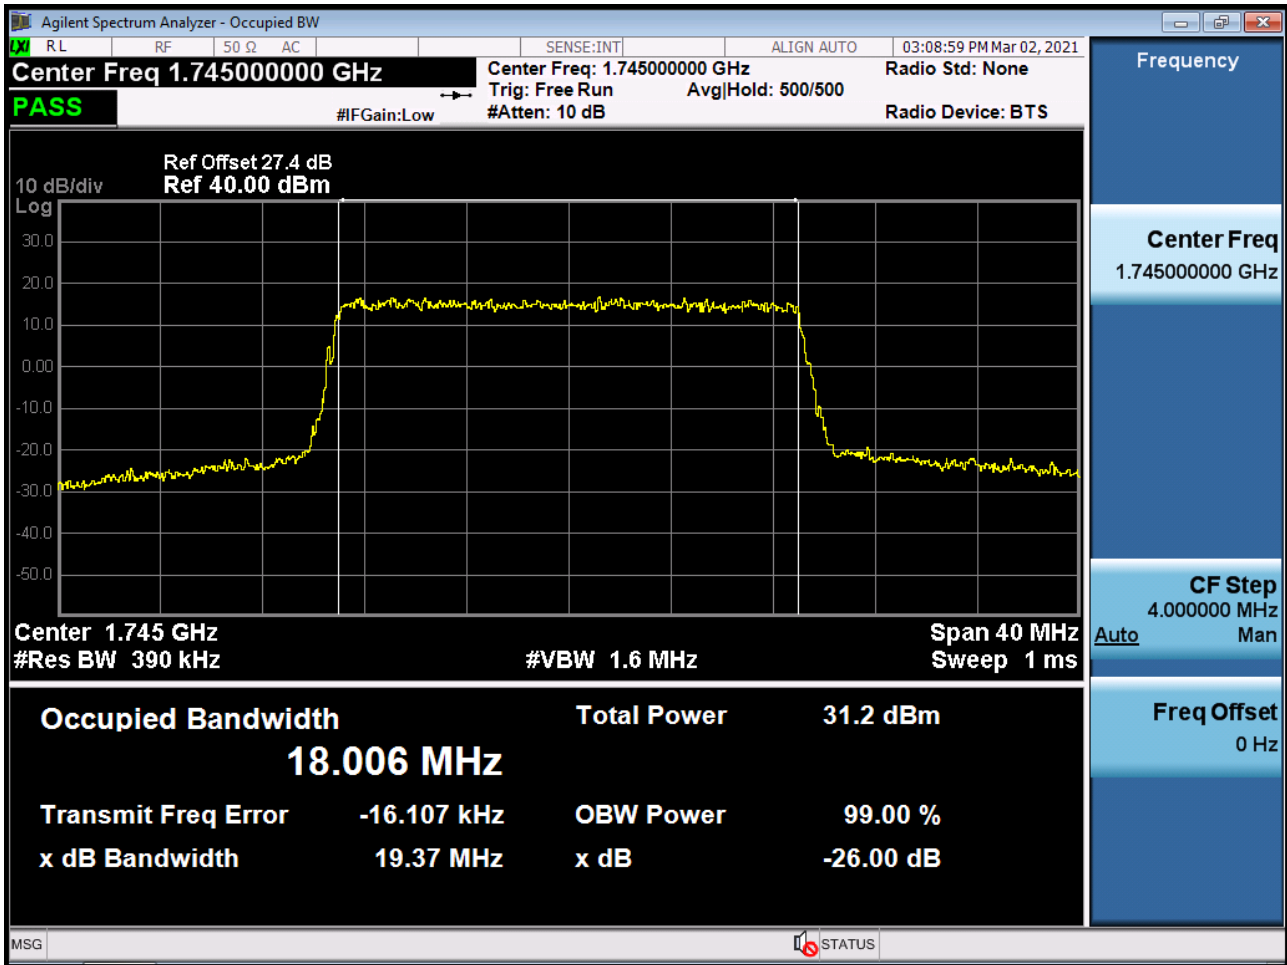 Agilent Spectrum Analyzer - Occupied BW
LXI RL RF 50 Ω AC SENSE:INT ALIGN AUTO 03:08:59 PM Mar 02, 2021
Center Freq 1.745000000 GHz
Center Freq: 1.745000000 GHz
Radio Std: None
Trig: Free Run Avg|Hold: 500/500
PASS
#IFGain:Low
#Atten: 10 dB
Radio Device: BTS
Ref Offset 27.4 dB
10 dB/div Ref 40.00 dBm
Log
30.0
20.0
10.0
0.00
-10.0
-20.0
-30.0
-40.0
-50.0
Center 1.745 GHz Span 40 MHz
#Res BW 390 kHz #VBW 1.6 MHz Sweep 1 ms
Occupied Bandwidth Total Power 31.2 dBm
18.006 MHz
Transmit Freq Error -16.107 kHz OBW Power 99.00 %
x dB Bandwidth 19.37 MHz x dB -26.00 dB
Frequency
Center Freq
1.745000000 GHz
CF Step
4.000000 MHz
Auto Man
Freq Offset
0 Hz
MSG STATUS